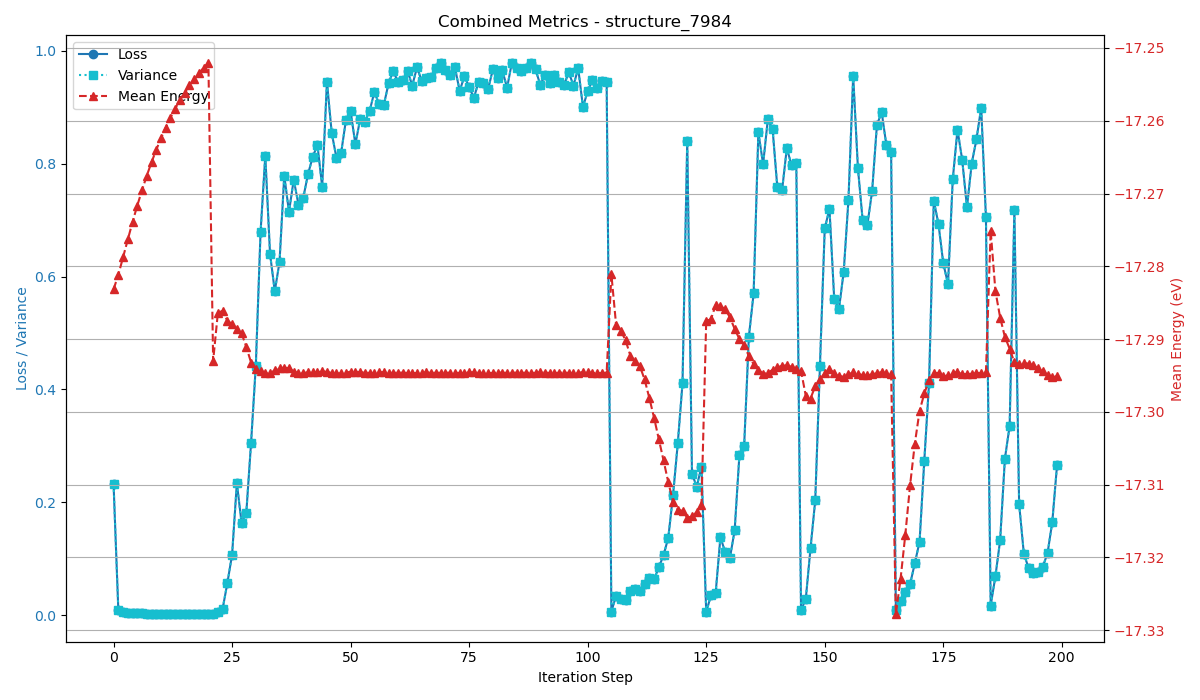 Combined Metrics - structure_7984
Loss
Variance
Mean Energy
1.0
0.8
0.6
0.4
0.2
0.0
Loss / Variance
−17.25
−17.26
−17.27
−17.28
−17.29
−17.30
−17.31
−17.32
−17.33
Mean Energy (eV)
0 25 50 75 100 125 150 175 200
Iteration Step